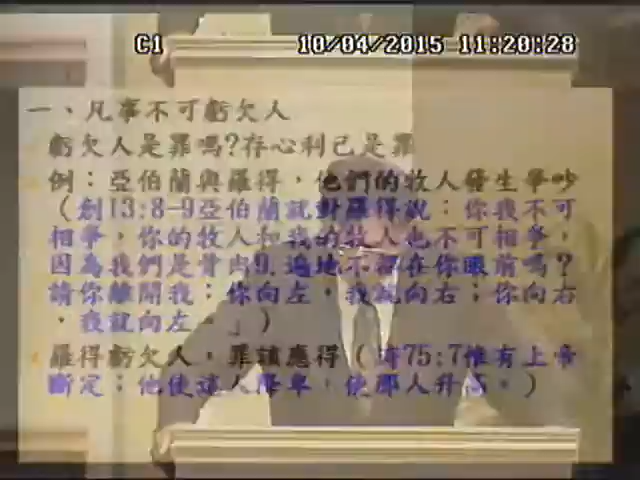 C1 10/04/2015 11:20:28
一、凡事不可虧欠人
虧欠人是罪嗎?存心利己是罪
例：亞伯蘭與羅得，他們的牧人發生爭吵
（創13:8-9亞伯蘭就對羅得說：你我不可
相爭，你的牧人和我的牧人也不可相爭，
因為我們是骨肉9.遍地不都在你眼前嗎？
請你離開我；你向左，我就向右；你向右
，我就向左。」）
羅得虧欠人，罪該應得（詩75:7惟有上帝
斷定；他使這人降卑，使那人升高。）